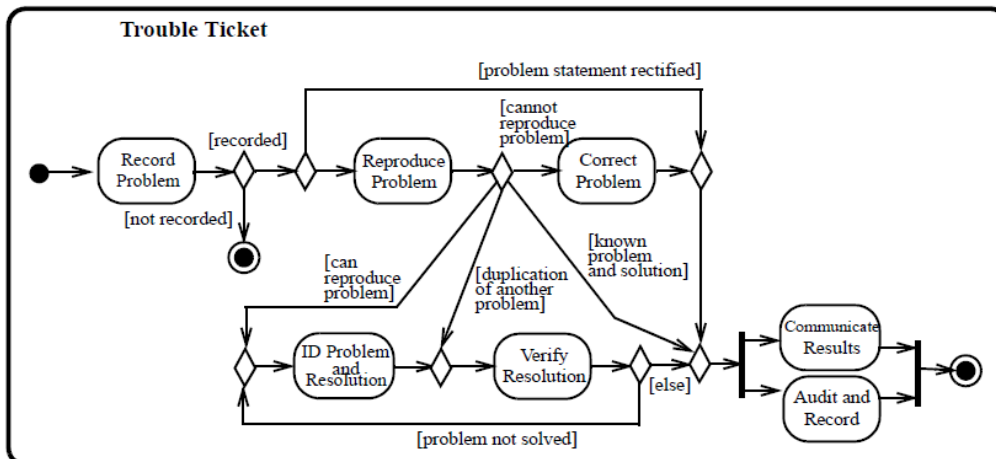 Trouble Ticket
[problem statement rectified]
[cannot
reproduce
problem]
[recorded]
Record
Problem
Reproduce
Problem
Correct
Problem
[not recorded]
[can
reproduce
problem]
[duplication
of another
problem]
[known
problem
and solution]
ID Problem
and
Resolution
Verify
Resolution
[else]
Communicate
Results
Audit and
Record
[problem not solved]